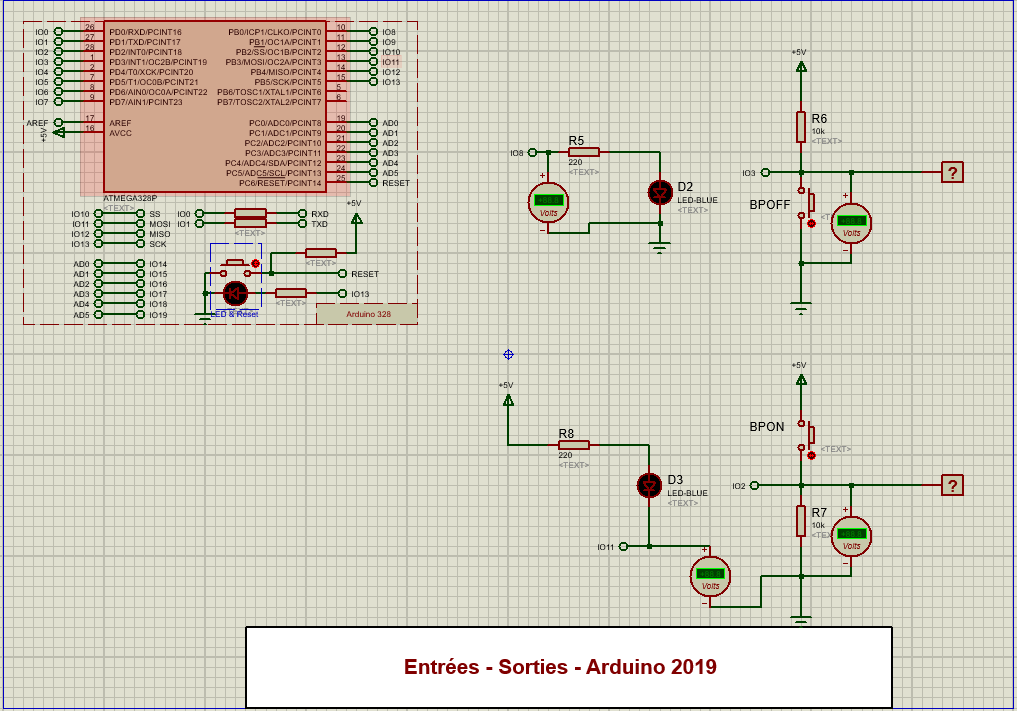 IO0 26 PD0/RXD/PCINT16 PB0/ICP1/CLKO/PCINT0 10 IO8
IO1 27 PD1/TXD/PCINT17 PB1/OC1A/PCINT1 11 IO9
IO2 28 PD2/INT0/PCINT18 PB2/SS/OC1B/PCINT2 12 IO10
IO3 1 PD3/INT1/OC2B/PCINT19 PB3/MOSI/OC2A/PCINT3 13 IO11
IO4 2 PD4/T0/XCK/PCINT20 PB4/MISO/PCINT4 14 IO12
IO5 7 PD5/T1/OC0B/PCINT21 PB5/SCK/PCINT5 15 IO13
IO6 8 PD6/AIN0/OC0A/PCINT22 PB6/TOSC1/XTAL1/PCINT6 5
IO7 9 PD7/AIN1/PCINT23 PB7/TOSC2/XTAL2/PCINT7 6
AREF 17 AREF PC0/ADC0/PCINT8 19 AD0
+5V 16 AVCC PC1/ADC1/PCINT9 20 AD1
PC2/ADC2/PCINT10 21 AD2
PC3/ADC3/PCINT11 22 AD3
PC4/ADC4/SDA/PCINT12 23 AD4
PC5/ADC5/SCL/PCINT13 24 AD5
PC6/RESET/PCINT14 25 RESET
ATMEGA328P
<TEXT>
IO10 SS
IO11 MOSI
IO12 MISO
IO13 SCK
IO0 RXD
IO1 TXD
<TEXT>
+5V
<TEXT>
RESET
IO13
<TEXT>
AD0 IO14
AD1 IO15
AD2 IO16
AD3 IO17
AD4 IO18
AD5 IO19
LED & Reset
Arduino 328
IO8
R5
220
<TEXT>
+
Volts
−
D2
LED-BLUE
<TEXT>
+5V
R6
10k
<TEXT>
IO3
?
BPOFF
+
Volts
−
+5V
R8
220
<TEXT>
D3
LED-BLUE
<TEXT>
IO11
+
Volts
−
+5V
BPON
<TEXT>
IO2
?
R7
10k
+
Volts
−
Entrées - Sorties - Arduino 2019